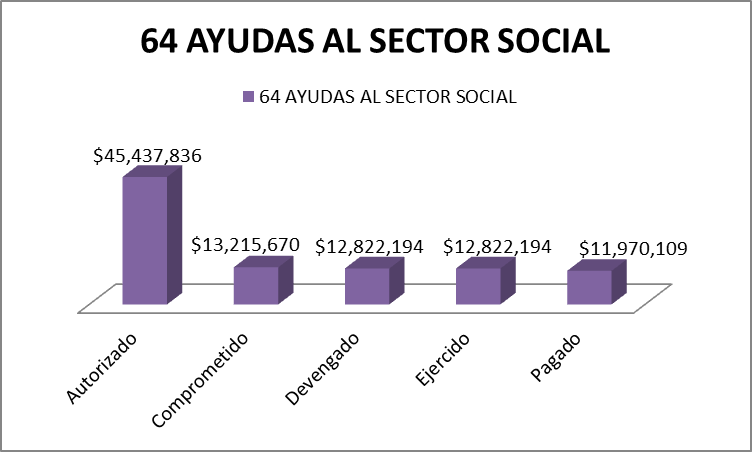 64 AYUDAS AL SECTOR SOCIAL
64 AYUDAS AL SECTOR SOCIAL
$45,437,836
$13,215,670
$12,822,194
$12,822,194
$11,970,109
Autorizado
Comprometido
Devengado
Ejercido
Pagado